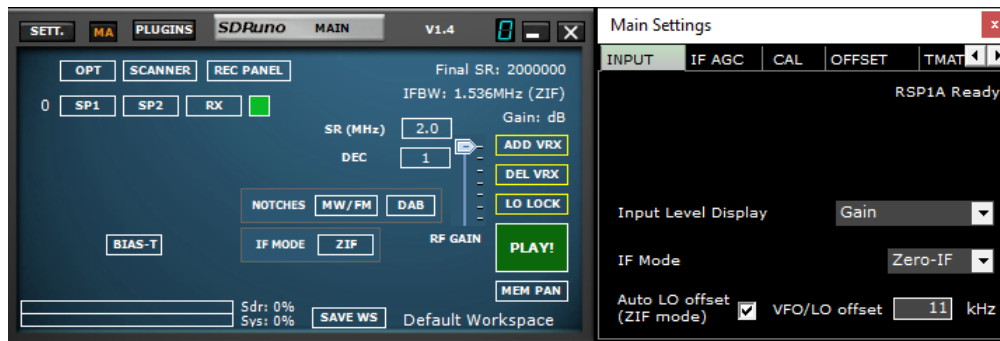 SETT. MA PLUGINS SDRuno MAIN V1.4 0
OPT SCANNER REC PANEL Final SR: 2000000
IFBW: 1.536MHz (ZIF)
0 SP1 SP2 RX Gain: dB
SR (MHz) 2.0 ADD VRX
DEC 1
DEL VRX
NOTCHES MW/FM DAB LO LOCK
BIAS-T IF MODE ZIF RF GAIN PLAY!
MEM PAN
Sdr: 0%
Sys: 0% SAVE WS Default Workspace
Main Settings x
INPUT IF AGC CAL OFFSET TMAT
RSP1A Ready
Input Level Display Gain
IF Mode Zero-IF
Auto LO offset
(ZIF mode) VFO/LO offset 11 kHz